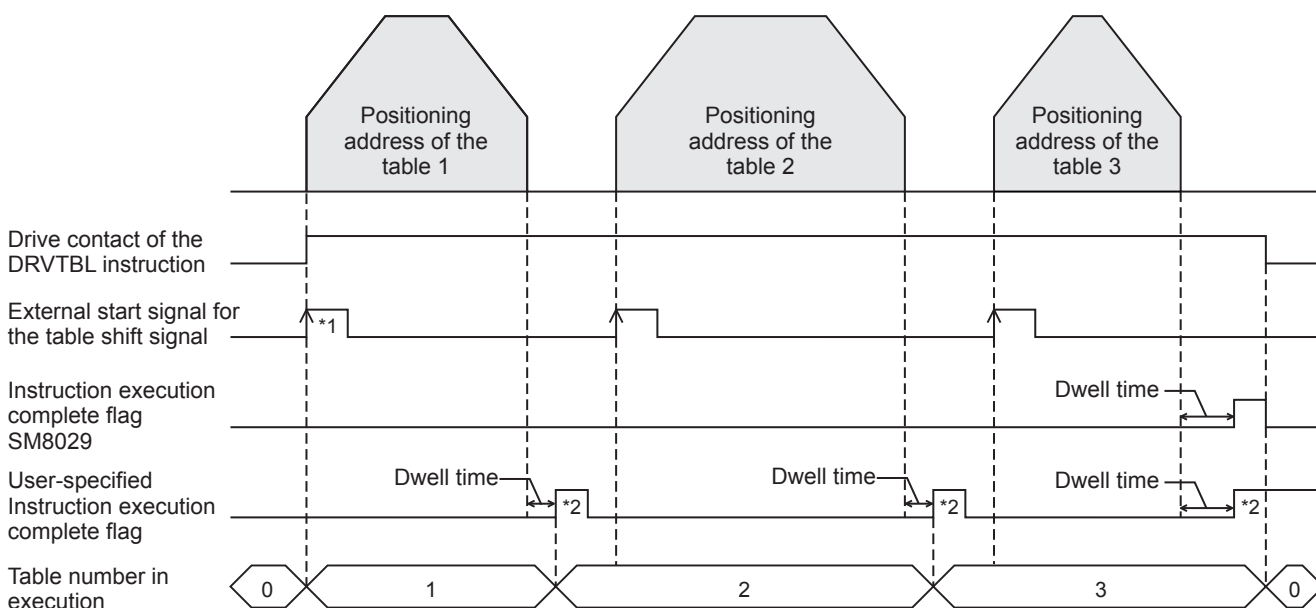 Positioning
address of the
table 1
Positioning
address of the
table 2
Positioning
address of the
table 3
Drive contact of the
DRVTBL instruction
External start signal for
the table shift signal
*1
Instruction execution
complete flag
SM8029
Dwell time
User-specified
Instruction execution
complete flag
Dwell time
*2
Dwell time
*2
Dwell time
*2
Table number in
execution
0
1
2
3
0